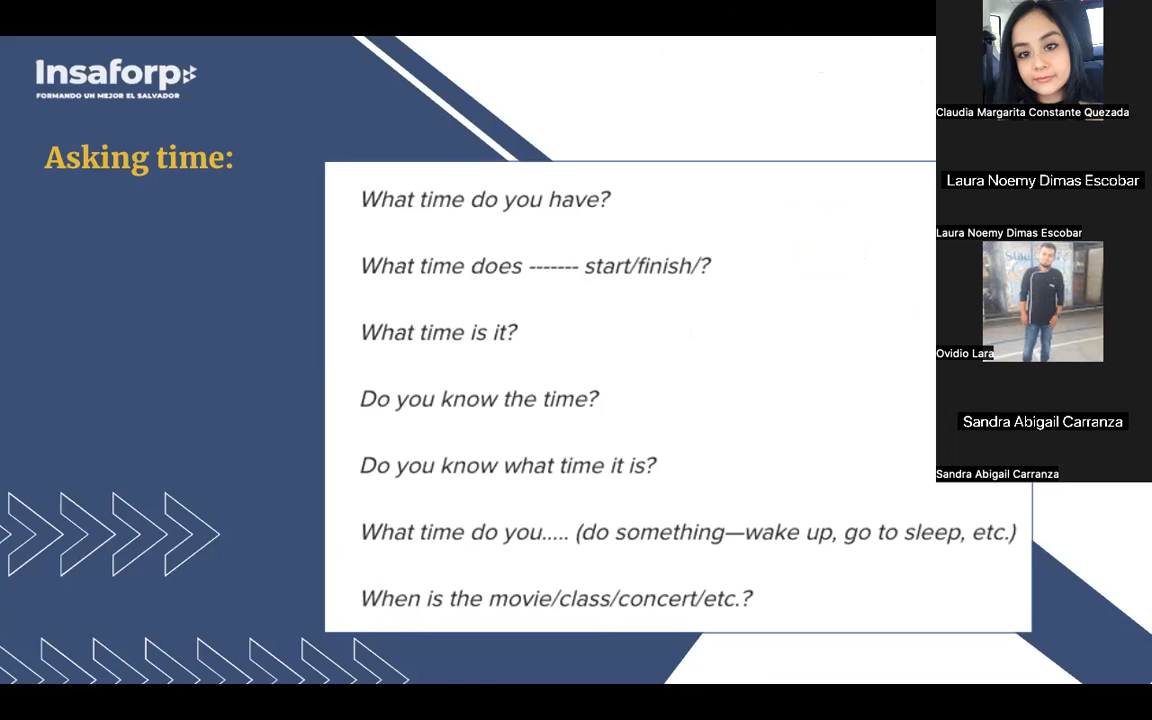 Insaforp
FORMANDO UN MEJOR EL SALVADOR
Asking time:
What time do you have?
What time does ------- start/finish/?
What time is it?
Do you know the time?
Do you know what time it is?
What time do you..... (do something—wake up, go to sleep, etc.)
When is the movie/class/concert/etc.?
Claudia Margarita Constante Quezada
Laura Noemy Dimas Escobar
Laura Noemy Dimas Escobar
Ovidio Lara
Sandra Abigail Carranza
Sandra Abigail Carranza